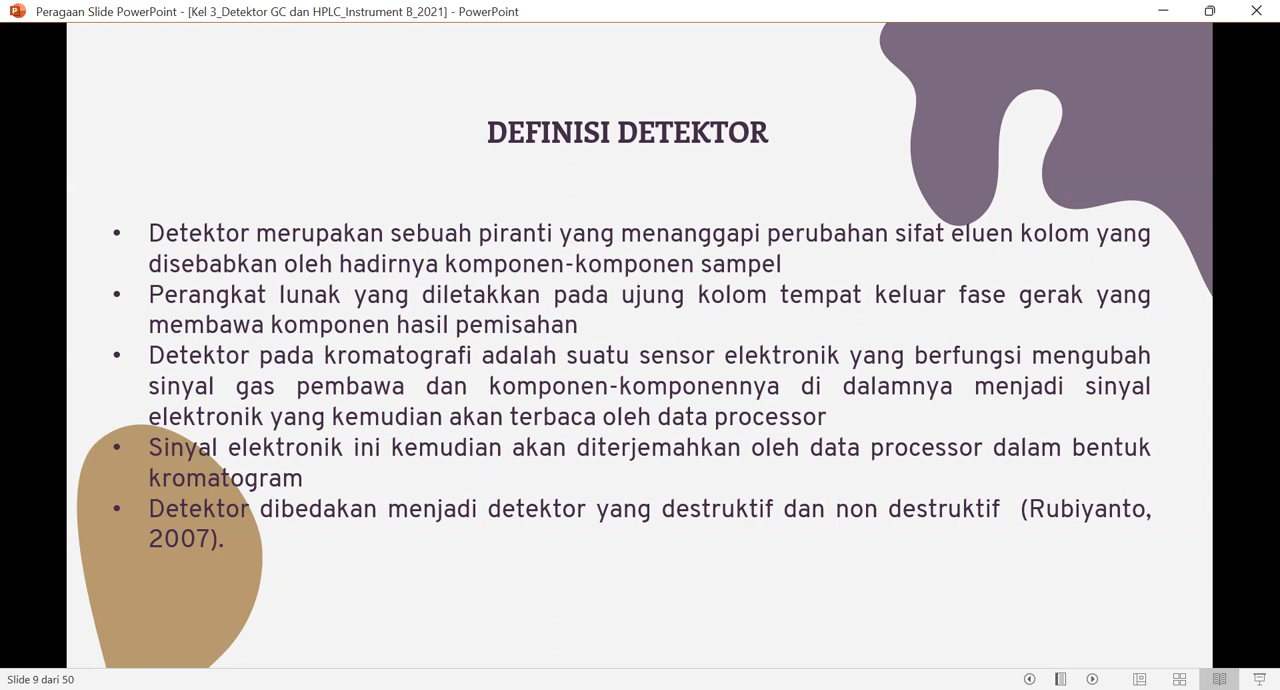 Peragaan Slide PowerPoint - [Kel 3_Detektor GC dan HPLC_Instrument B_2021] - PowerPoint
DEFINISI DETEKTOR
• Detektor merupakan sebuah piranti yang menanggapi perubahan sifat eluen kolom yang
disebabkan oleh hadirnya komponen-komponen sampel
• Perangkat lunak yang diletakkan pada ujung kolom tempat keluar fase gerak yang
membawa komponen hasil pemisahan
• Detektor pada kromatografi adalah suatu sensor elektronik yang berfungsi mengubah
sinyal gas pembawa dan komponen-komponennya di dalamnya menjadi sinyal
elektronik yang kemudian akan terbaca oleh data processor
• Sinyal elektronik ini kemudian akan diterjemahkan oleh data processor dalam bentuk
kromatogram
• Detektor dibedakan menjadi detektor yang destruktif dan non destruktif (Rubiyanto,
2007).
Slide 9 dari 50